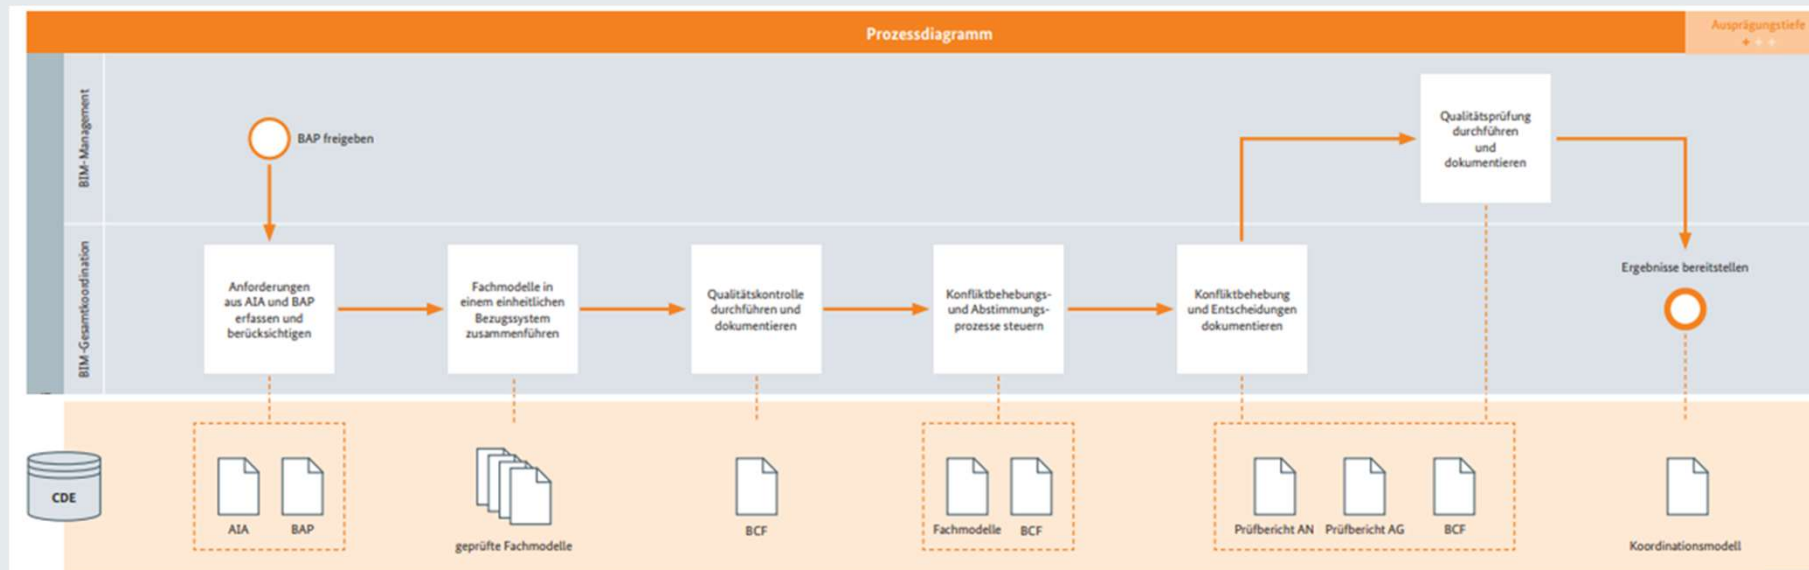 Prozessdiagramm
Ausprägungstiefe
+ + +
BIM-Management
BAP freigeben
Qualitätsprüfung
durchführen
und
dokumentieren
BIM-Gesamtkoordination
Anforderungen
aus AIA und BAP
erfassen und
berücksichtigen
Fachmodelle in
einem einheitlichen
Bezugssystem
zusammenführen
Qualitätskontrolle
durchführen und
dokumentieren
Konfliktbehebungs-
und Abstimmungs-
prozesse steuern
Konfliktbehebung
und Entscheidungen
dokumentieren
Ergebnisse bereitstellen
CDE
AIA
BAP
geprüfte Fachmodelle
BCF
Fachmodelle
BCF
Prüfbericht AN
Prüfbericht AG
BCF
Koordinationsmodell